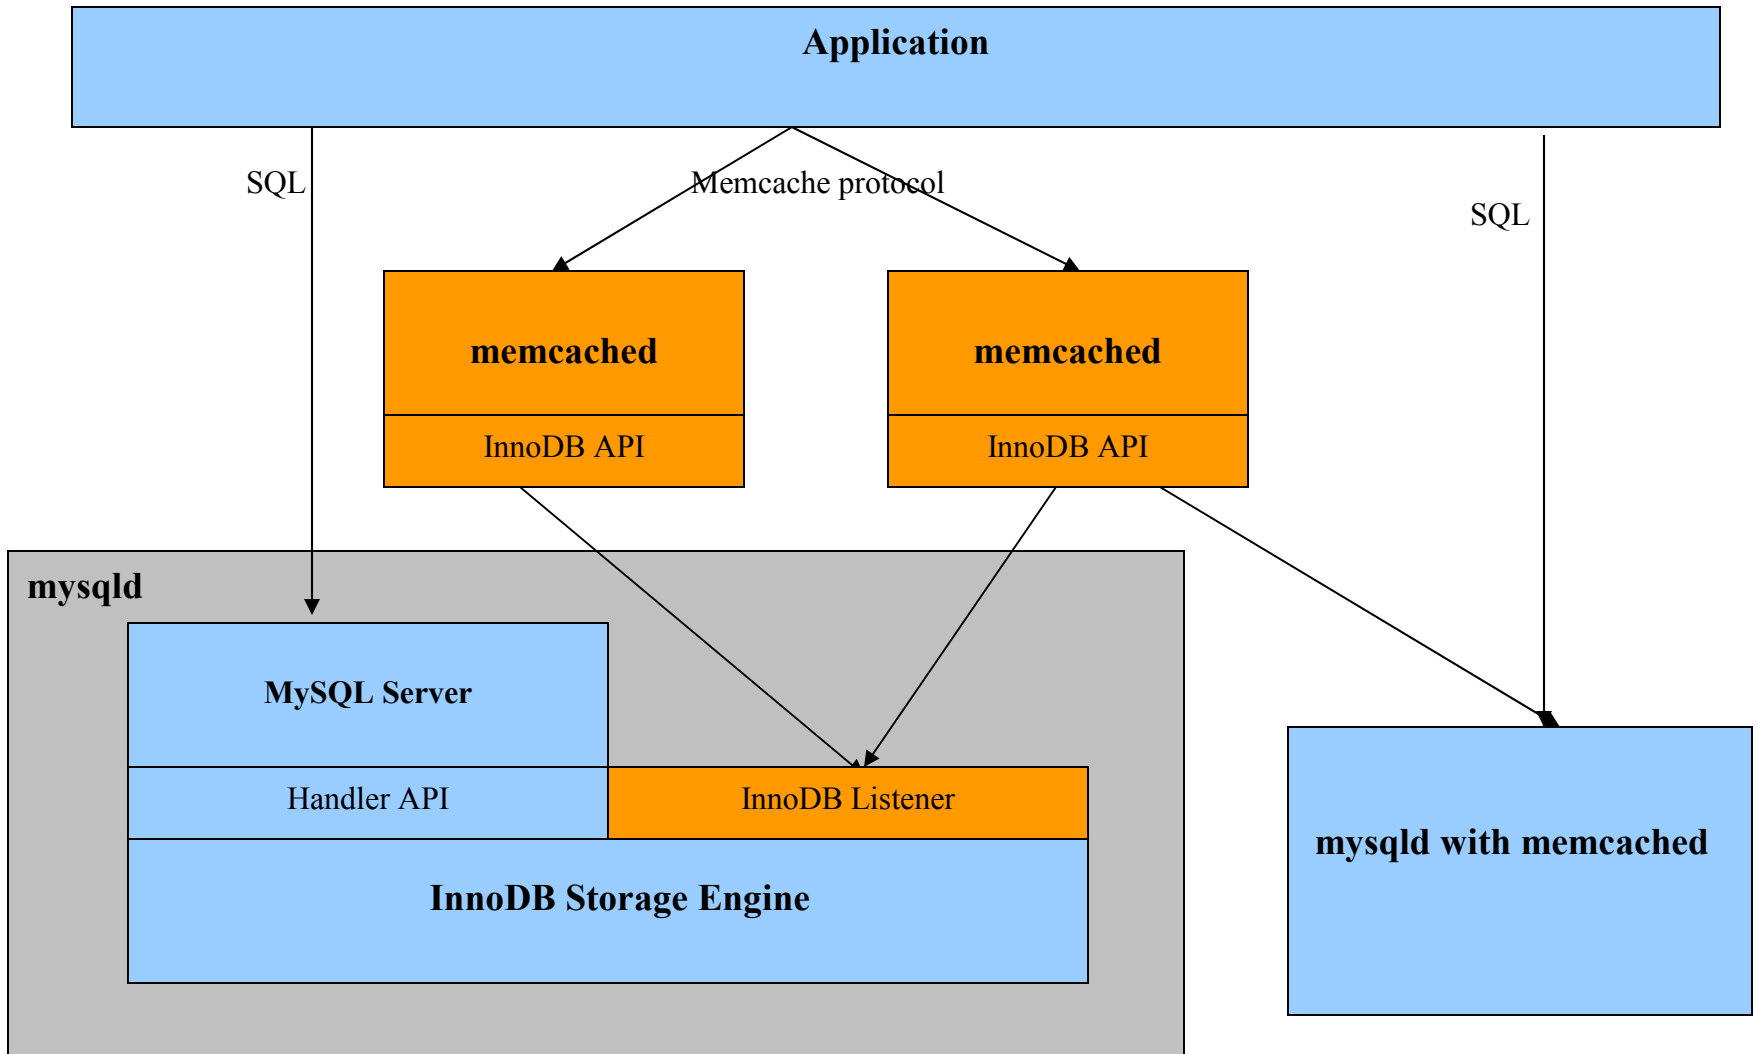 Application
SQL
Memcache protocol
SQL
memcached
memcached
InnoDB API
InnoDB API
mysqld
MySQL Server
Handler API
InnoDB Listener
mysqld with memcached
InnoDB Storage Engine